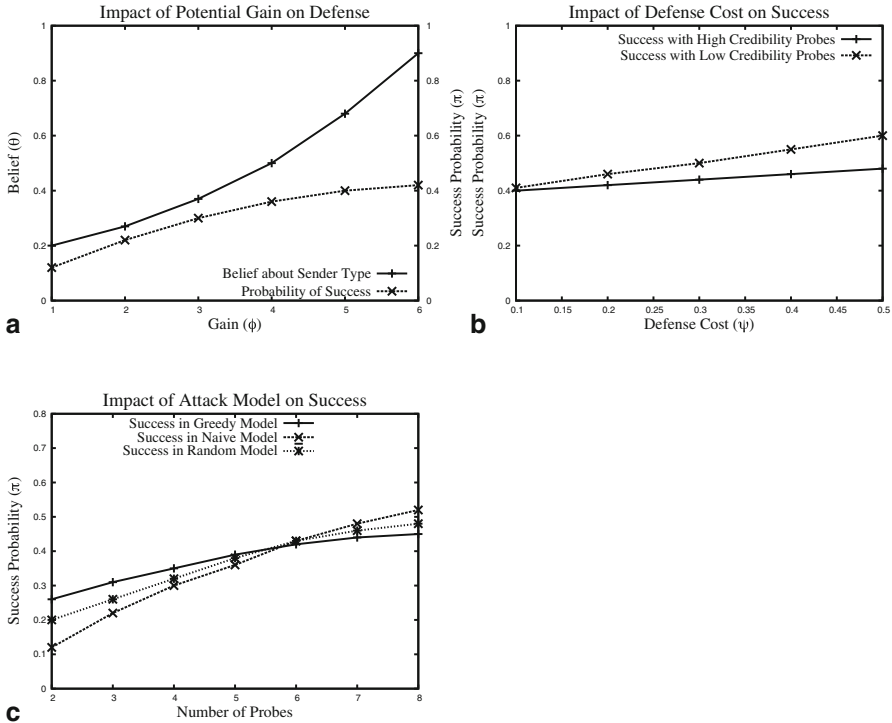 Impact of Potential Gain on Defense
1
0.8
0.6
0.4
0.2
0
1
0.8
0.6
0.4
0.2
0
1
2
3
4
5
6
Belief (θ)
Success Probability (π)
Belief about Sender Type
Probability of Success
Gain (ϕ)
a
Impact of Defense Cost on Success
Success with High Credibility Probes
Success with Low Credibility Probes
1
0.8
0.6
0.4
0.2
0
Success Probability (π)
0.1
0.15
0.2
0.25
0.3
0.35
0.4
0.45
0.5
Defense Cost (ψ)
b
Impact of Attack Model on Success
Success in Greedy Model
Success in Naive Model
Success in Random Model
0.8
0.7
0.6
0.5
0.4
0.3
0.2
0.1
0
Success Probability (π)
2
3
4
5
6
7
8
Number of Probes
c